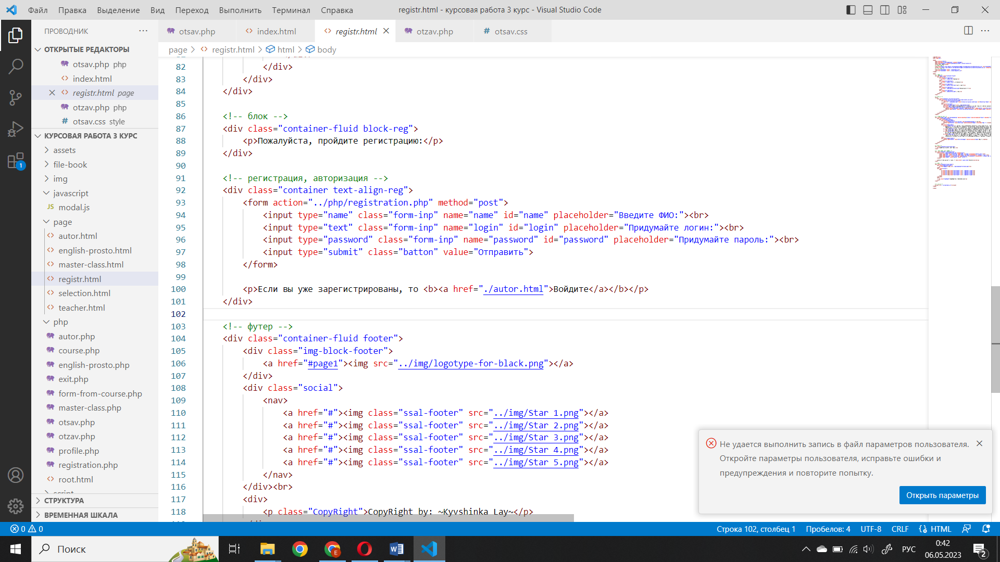 Файл Правка Выделение Вид Переход Выполнить Терминал Справка registr.html - курсовая работа 3 курс - Visual Studio Code
ПРОВОДНИК
otsav.php index.html registr.html otzav.php otsav.css
page > registr.html > html > body
ОТКРЫТЫЕ РЕДАКТОРЫ
otsav.php php
index.html
registr.html page
otzav.php php
otsav.css style
КУРСОВАЯ РАБОТА 3 КУРС
assets
file-book
img
javascript
JS modal.js
page
autor.html
english-prosto.html
master-class.html
registr.html
selection.html
teacher.html
php
autor.php
course.php
english-prosto.php
exit.php
form-from-course.php
master-class.php
otsav.php
otzav.php
profile.php
registration.php
root.html
script
СТРУКТУРА
ВРЕМЕННАЯ ШКАЛА
82 </div>
83 </div>
84 </div>
85
86 <!-- блок -->
87 <div class="container-fluid block-reg">
88 <p>Пожалуйста, пройдите регистрацию:</p>
89 </div>
90
91 <!-- регистрация, авторизация -->
92 <div class="container text-align-reg">
93 <form action="../php/registration.php" method="post">
94 <input type="name" class="form-inp" name="name" id="name" placeholder="Введите ФИО:"><br>
95 <input type="text" class="form-inp" name="login" id="login" placeholder="Придумайте логин:"><br>
96 <input type="password" class="form-inp" name="password" id="password" placeholder="Придумайте пароль:"><br>
97 <input type="submit" class="batton" value="Отправить">
98 </form>
99
100 <p>Если вы уже зарегистрированы, то <b><a href="./autor.html">Войдите</a></b></p>
101 </div>
102
103 <!-- футер -->
104 <div class="container-fluid footer">
105 <div class="img-block-footer">
106 <a href="#page1"><img src="../img/logotype-for-black.png"></a>
107 </div>
108 <div class="social">
109 <nav>
110 <a href="#"><img class="ssal-footer" src="../img/Star 1.png"></a>
111 <a href="#"><img class="ssal-footer" src="../img/Star 2.png"></a>
112 <a href="#"><img class="ssal-footer" src="../img/Star 3.png"></a>
113 <a href="#"><img class="ssal-footer" src="../img/Star 4.png"></a>
114 <a href="#"><img class="ssal-footer" src="../img/Star 5.png"></a>
115 </nav>
116 </div><br>
117 <div>
118 <p class="CopyRight">CopyRight by: ~Kyvshinka Lay~</p>
Не удается выполнить запись в файл параметров пользователя.
Откройте параметры пользователя, исправьте ошибки и
предупреждения и повторите попытку.
Открыть параметры
1
0 0 Строка 102, столбец 1 Пробелов: 4 UTF-8 CRLF HTML
Поиск
РУС
0:42
06.05.2023
2